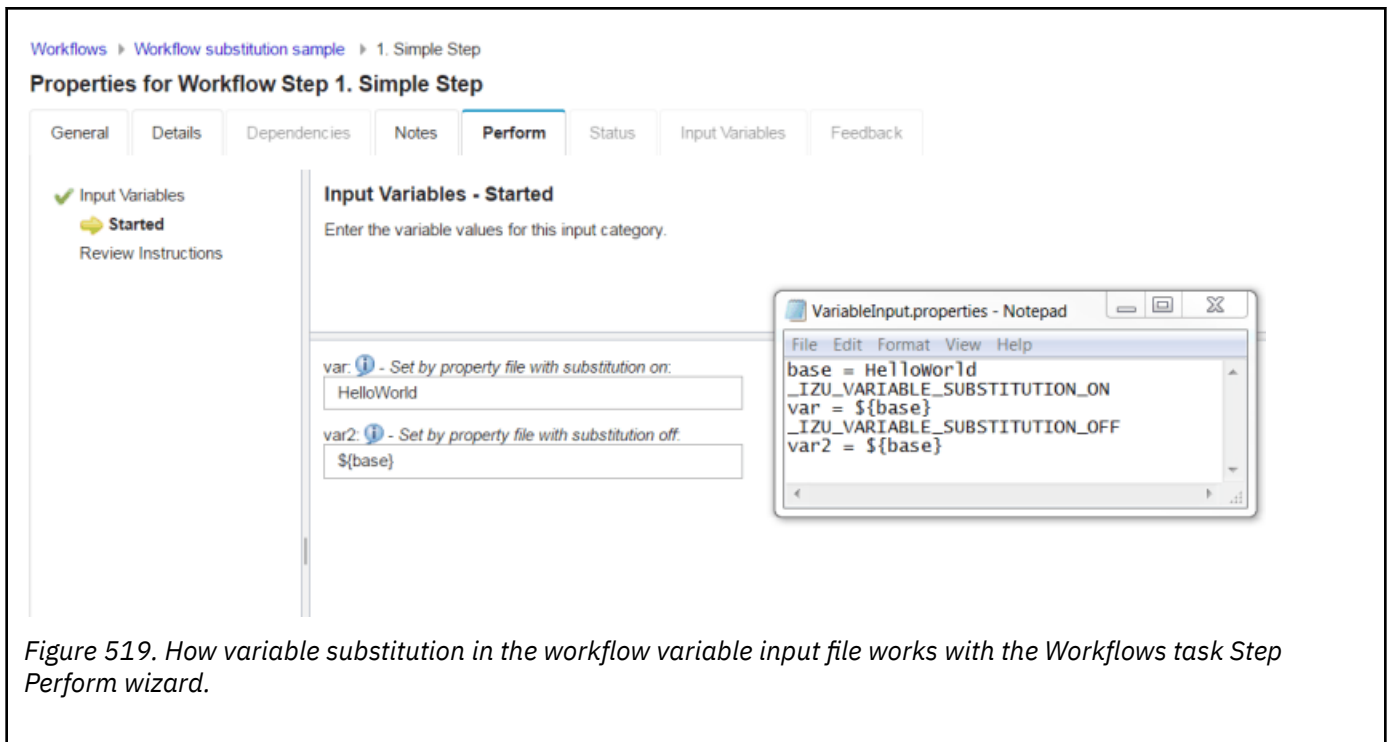 Workflows Workflow substitution sample 1. Simple Step
Properties for Workflow Step 1. Simple Step
General Details Dependencies Notes Perform Status Input Variables Feedback
Input Variables
Started
Review Instructions
Input Variables - Started
Enter the variable values for this input category.
var: - Set by property file with substitution on:
HelloWorld
var2: - Set by property file with substitution off:
${base}
VariableInput.properties - Notepad
File Edit Format View Help
base = HelloWorld
_IZU_VARIABLE_SUBSTITUTION_ON
var = ${base}
_IZU_VARIABLE_SUBSTITUTION_OFF
var2 = ${base}
Figure 519. How variable substitution in the workflow variable input file works with the Workflows task Step
Perform wizard.